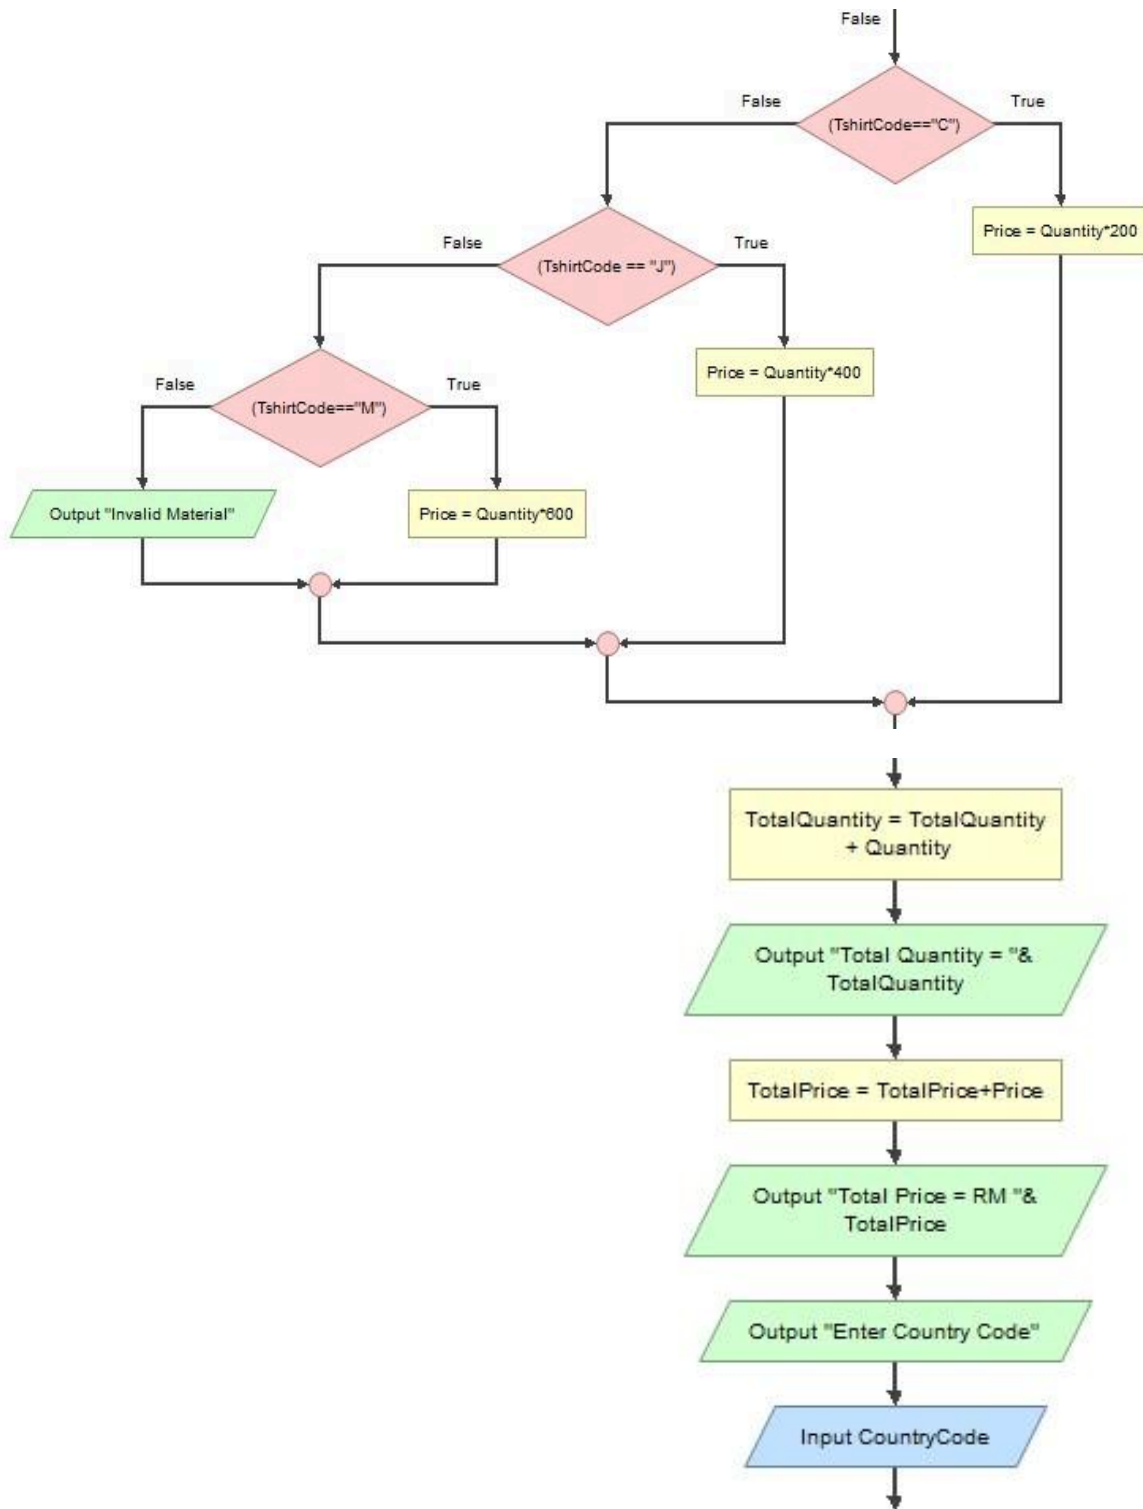 False
False
True
(TshirtCode=="C")
Price = Quantity*200
False
True
(TshirtCode == "J")
Price = Quantity*400
False
True
(TshirtCode=="M")
Output "Invalid Material"
Price = Quantity*600
TotalQuantity = TotalQuantity
+ Quantity
Output "Total Quantity = "&
TotalQuantity
TotalPrice = TotalPrice+Price
Output "Total Price = RM "&
TotalPrice
Output "Enter Country Code"
Input CountryCode